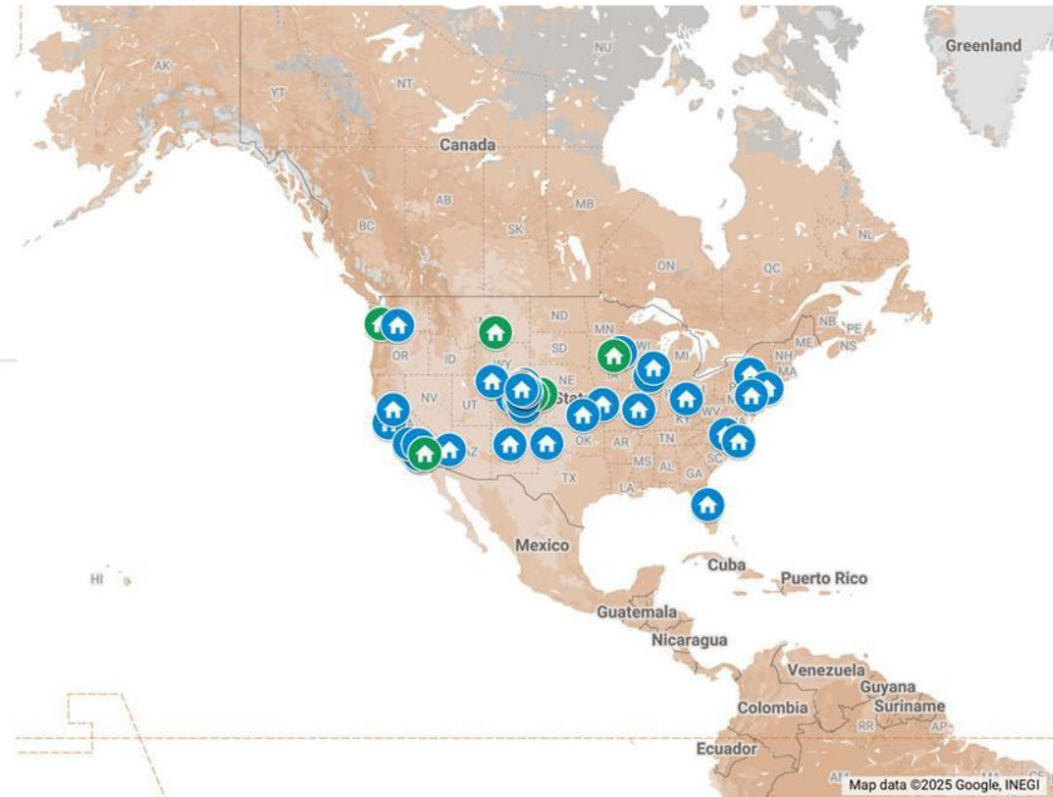 Greenland
NU
AK
NT
YT
Canada
AB
MB
BC
SK
NL
ON
QC
NB
PE
ND
MN
ME
NS
WI
NH
OR
ID
SD
MI
MA
WY
NE
NV
UT
KY
WV
OK
AR
TN
SC
MS
AL
GA
TX
LA
Mexico
Cuba
HI
Puerto Rico
Guatemala
Nicaragua
Venezuela
Guyana
Colombia
Suriname
RR
AP
Ecuador
Map data ©2025 Google, INEGI